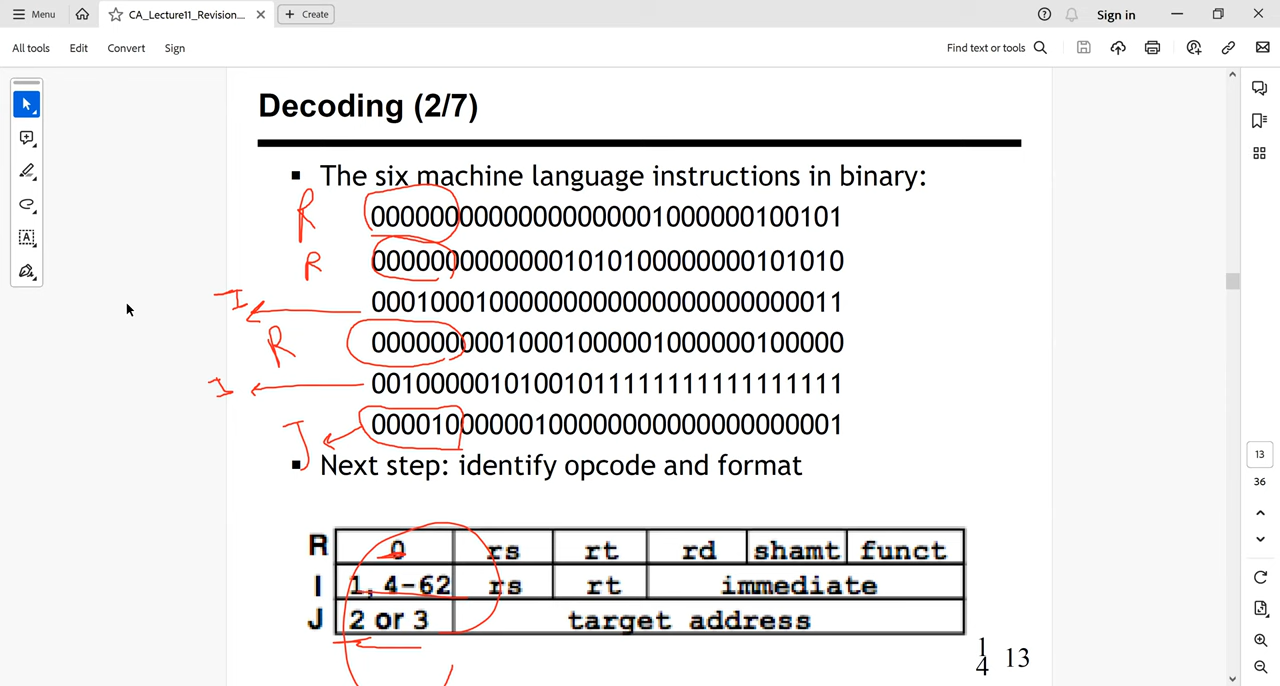 Menu
CA_Lecture11_Revision...
Create
Sign in
All tools
Edit
Convert
Sign
Find text or tools
Decoding (2/7)
▪ The six machine language instructions in binary:
R 00000000000000000001000000100101
R 00000000000001010100000000101010
I 00010001000000000000000000000011
R 00000000010001000001000000100000
I 00100000101001011111111111111111
J 00001000000100000000000000000001
▪ Next step: identify opcode and format
R 0 rs rt rd shamt funct
I 1, 4-62 rs rt immediate
J 2 or 3 target address
1
4 13
13
36